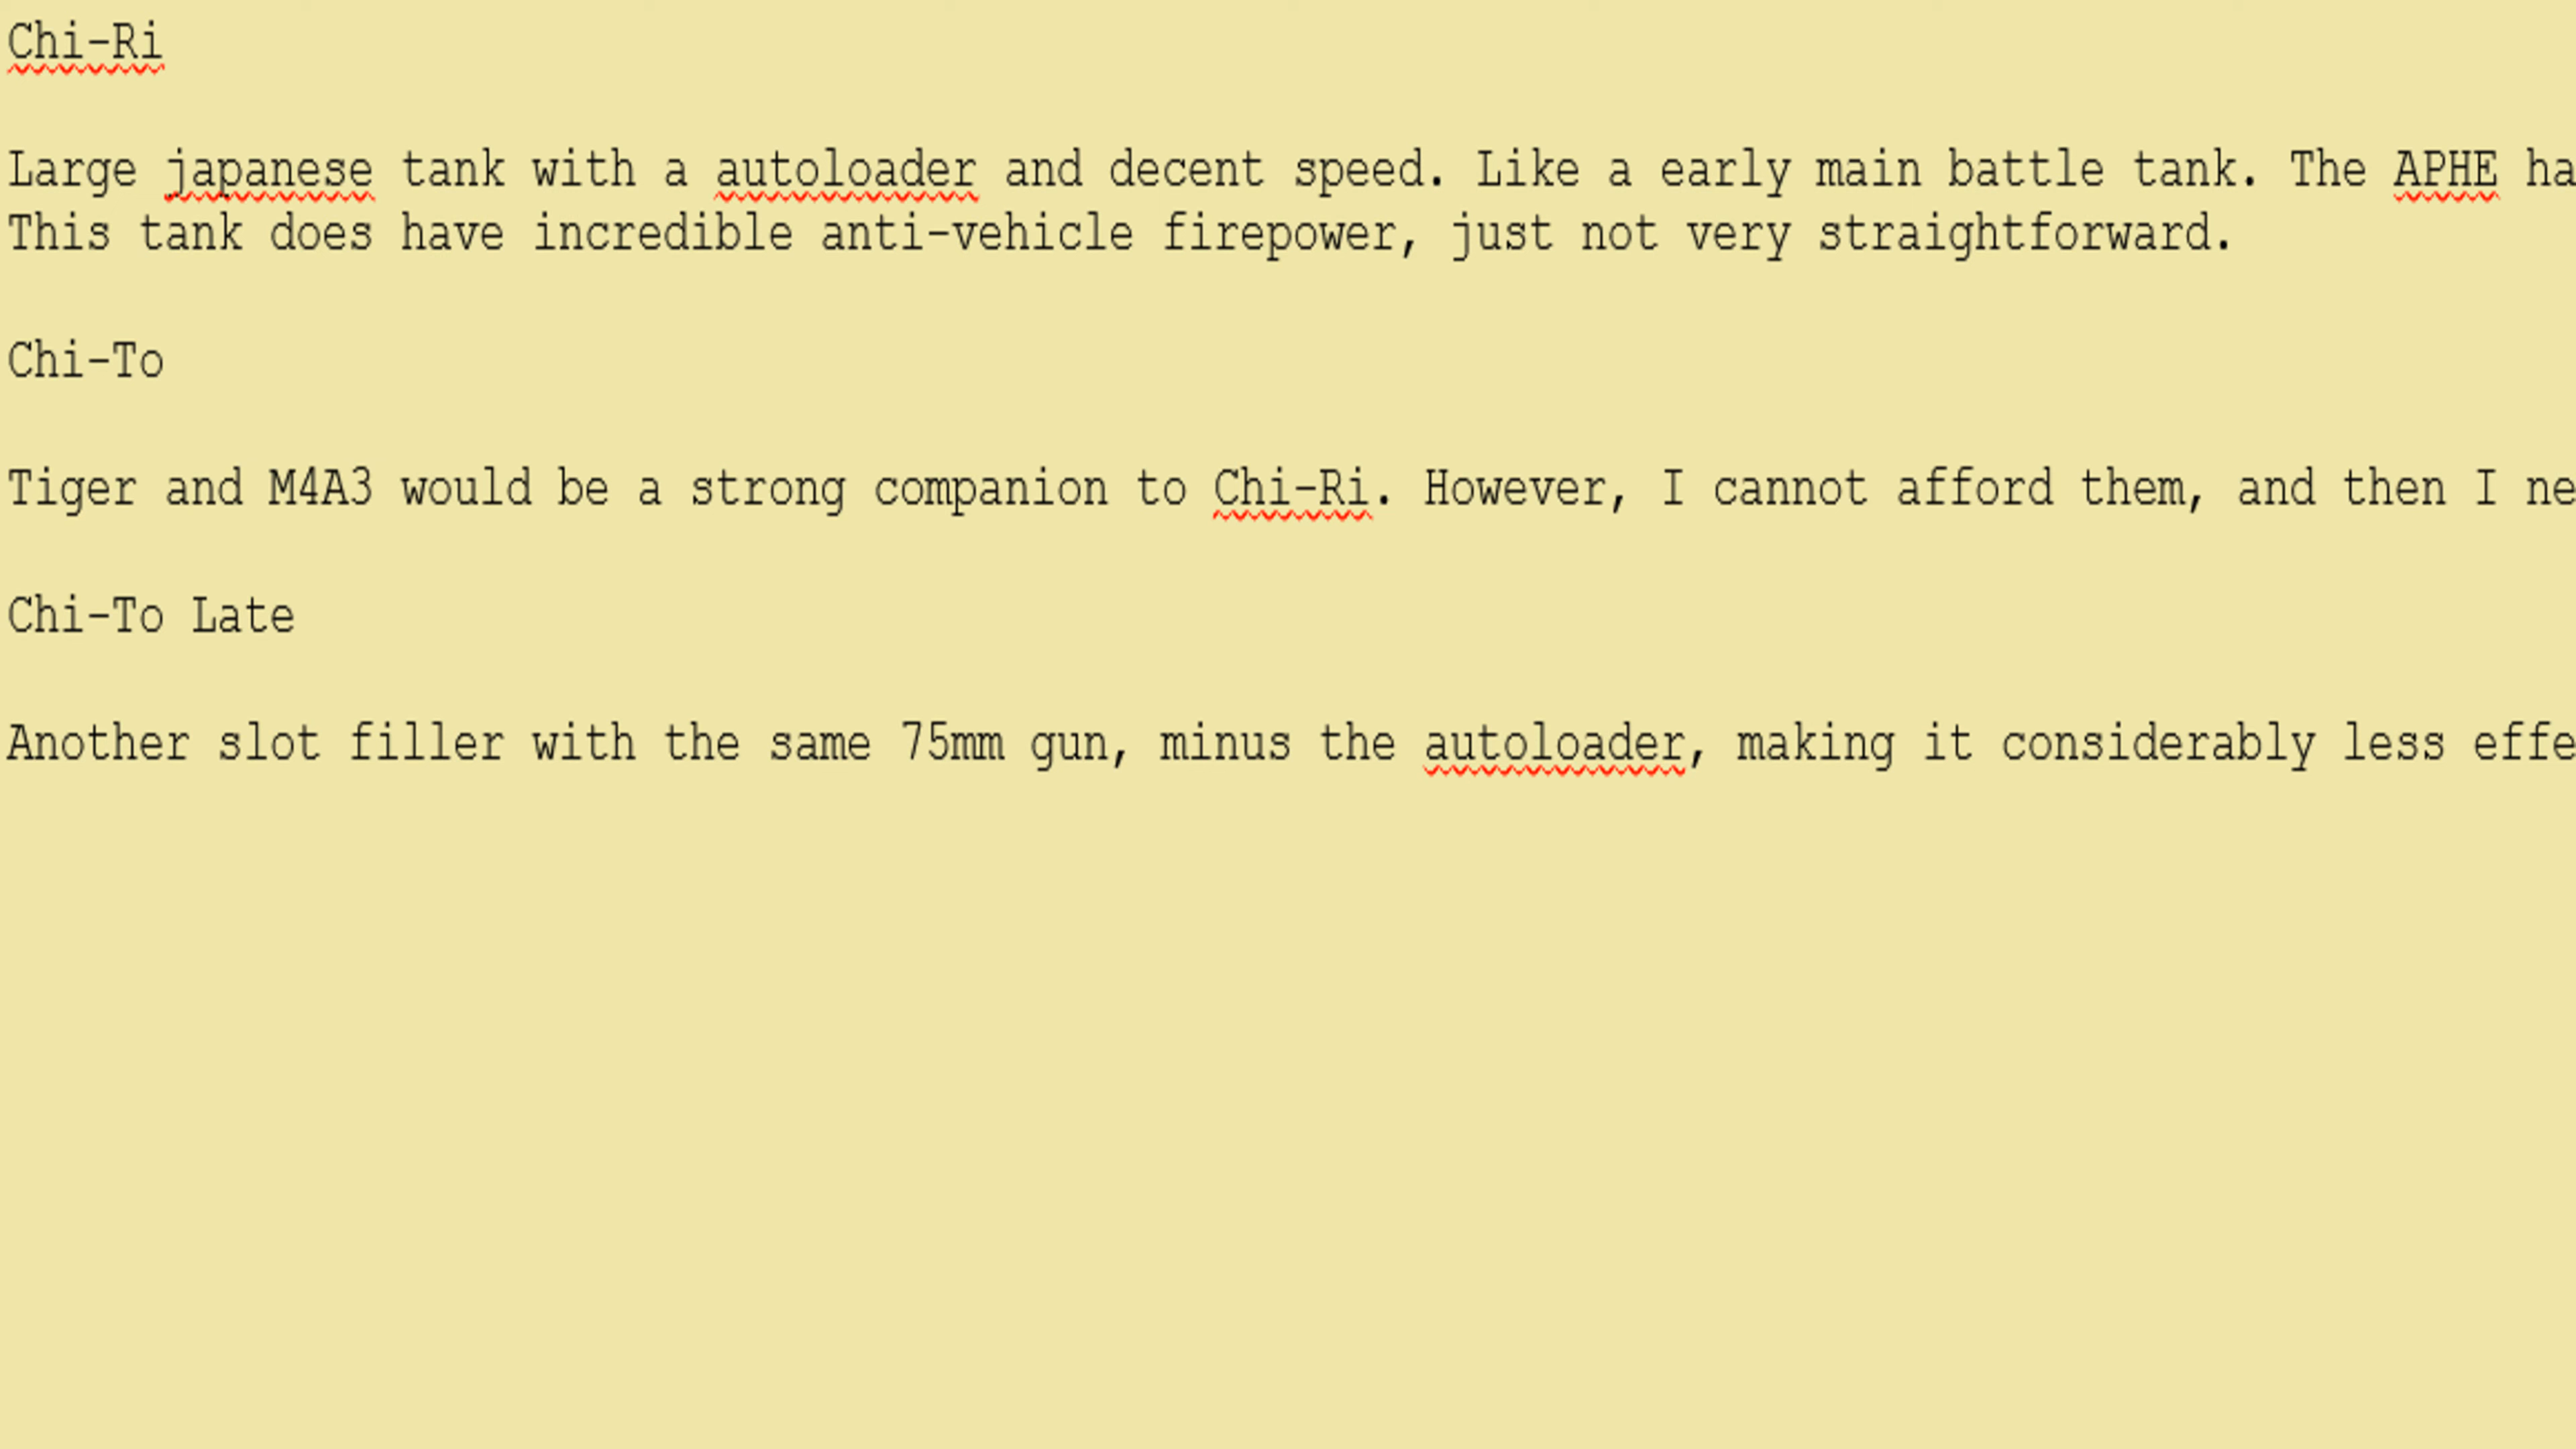 Chi-Ri
Large japanese tank with a autoloader and decent speed. Like a early main battle tank. The APHE ha
This tank does have incredible anti-vehicle firepower, just not very straightforward.
Chi-To
Tiger and M4A3 would be a strong companion to Chi-Ri. However, I cannot afford them, and then I ne
Chi-To Late
Another slot filler with the same 75mm gun, minus the autoloader, making it considerably less effe